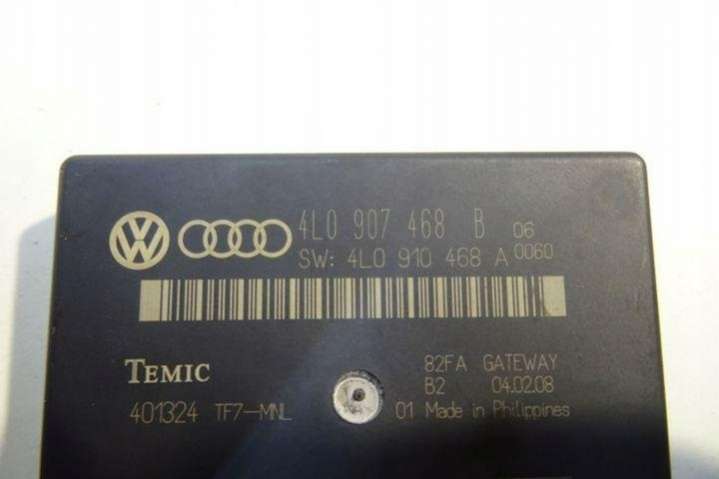 4L0 907 468 B 06
SW: 4L0 910 468 A 0060
TEMIC 82FA GATEWAY
B2 04.02.08
401324 TF7-MNL 01 Made in Philippines